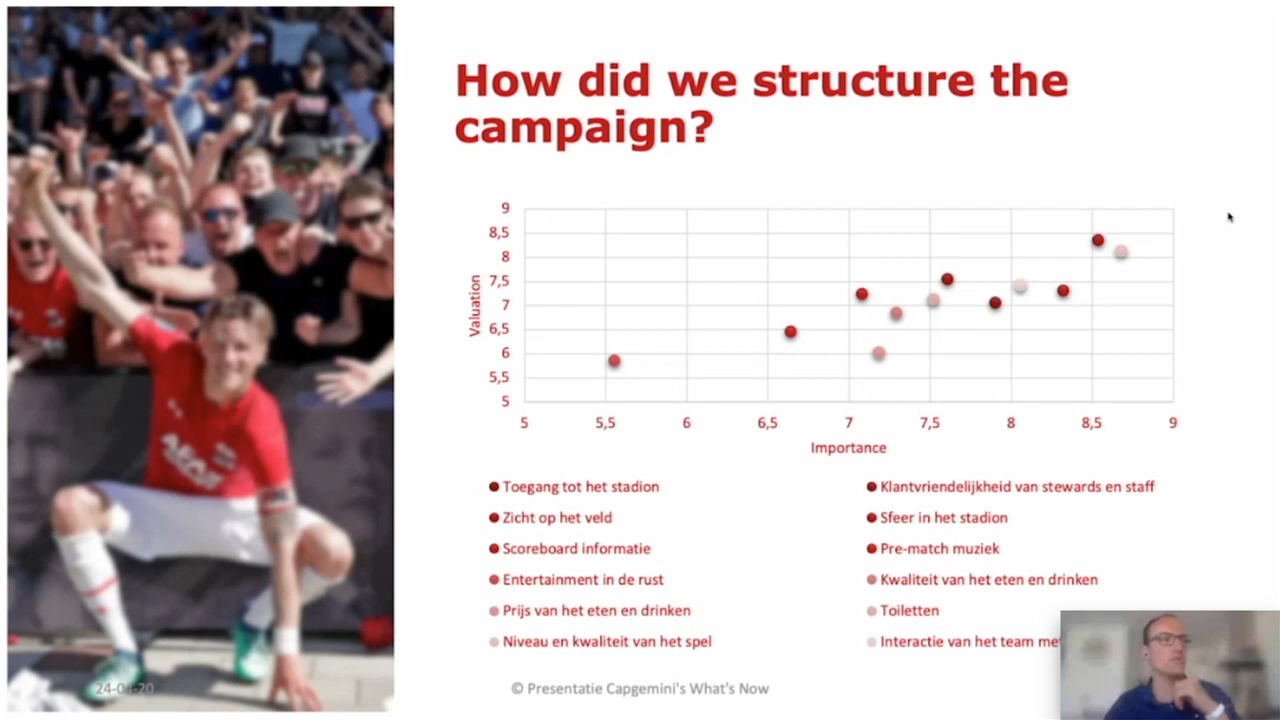 How did we structure the
campaign?
9
8,5
8
7,5
7
6,5
6
5,5
5
Valuation
5
5,5
6
6,5
7
7,5
8
8,5
9
Importance
Toegang tot het stadion
Klantvriendelijkheid van stewards en staff
Zicht op het veld
Sfeer in het stadion
Scoreboard informatie
Pre-match muziek
Entertainment in de rust
Kwaliteit van het eten en drinken
Prijs van het eten en drinken
Toiletten
Niveau en kwaliteit van het spel
Interactie van het team
© Presentatie Capgemini's What's Now